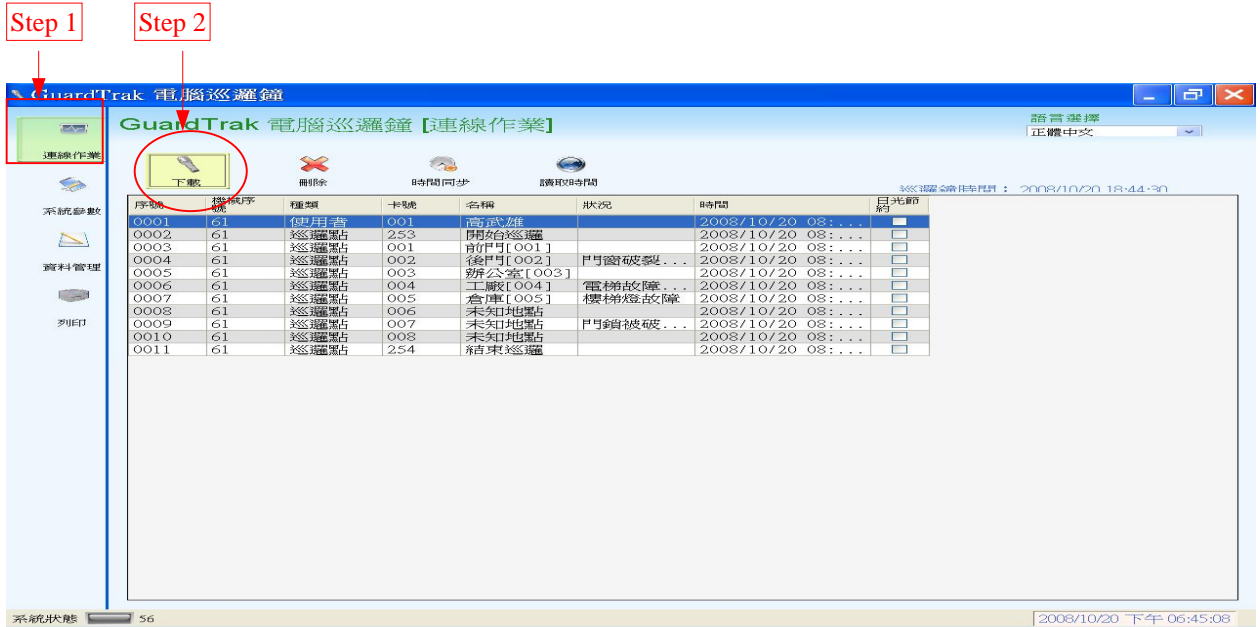 Step 1 Step 2
GuardTrak 電腦巡邏鐘
GuardTrak 電腦巡邏鐘 [連線作業]
語言選擇
正體中文
連線作業
系統參數
資料管理
列印
下載 刪除 時間同步 讀取時間
巡邏鐘時間： 2008/10/20 18:44:30
序號 機械序號 種類 卡號 名稱 狀況 時間 日光節約
0001 61 使用者 001 高武雄 2008/10/20 08:...
0002 61 巡邏點 253 開始巡邏 2008/10/20 08:...
0003 61 巡邏點 001 前門[001] 2008/10/20 08:...
0004 61 巡邏點 002 後門[002] 門窗破裂... 2008/10/20 08:...
0005 61 巡邏點 003 辦公室[003] 2008/10/20 08:...
0006 61 巡邏點 004 工廠[004] 電梯故障... 2008/10/20 08:...
0007 61 巡邏點 005 倉庫[005] 樓梯燈故障 2008/10/20 08:...
0008 61 巡邏點 006 未知地點 2008/10/20 08:...
0009 61 巡邏點 007 未知地點 門鎖被破... 2008/10/20 08:...
0010 61 巡邏點 008 未知地點 2008/10/20 08:...
0011 61 巡邏點 254 結束巡邏 2008/10/20 08:...
系統狀態 56
2008/10/20 下午 06:45:08